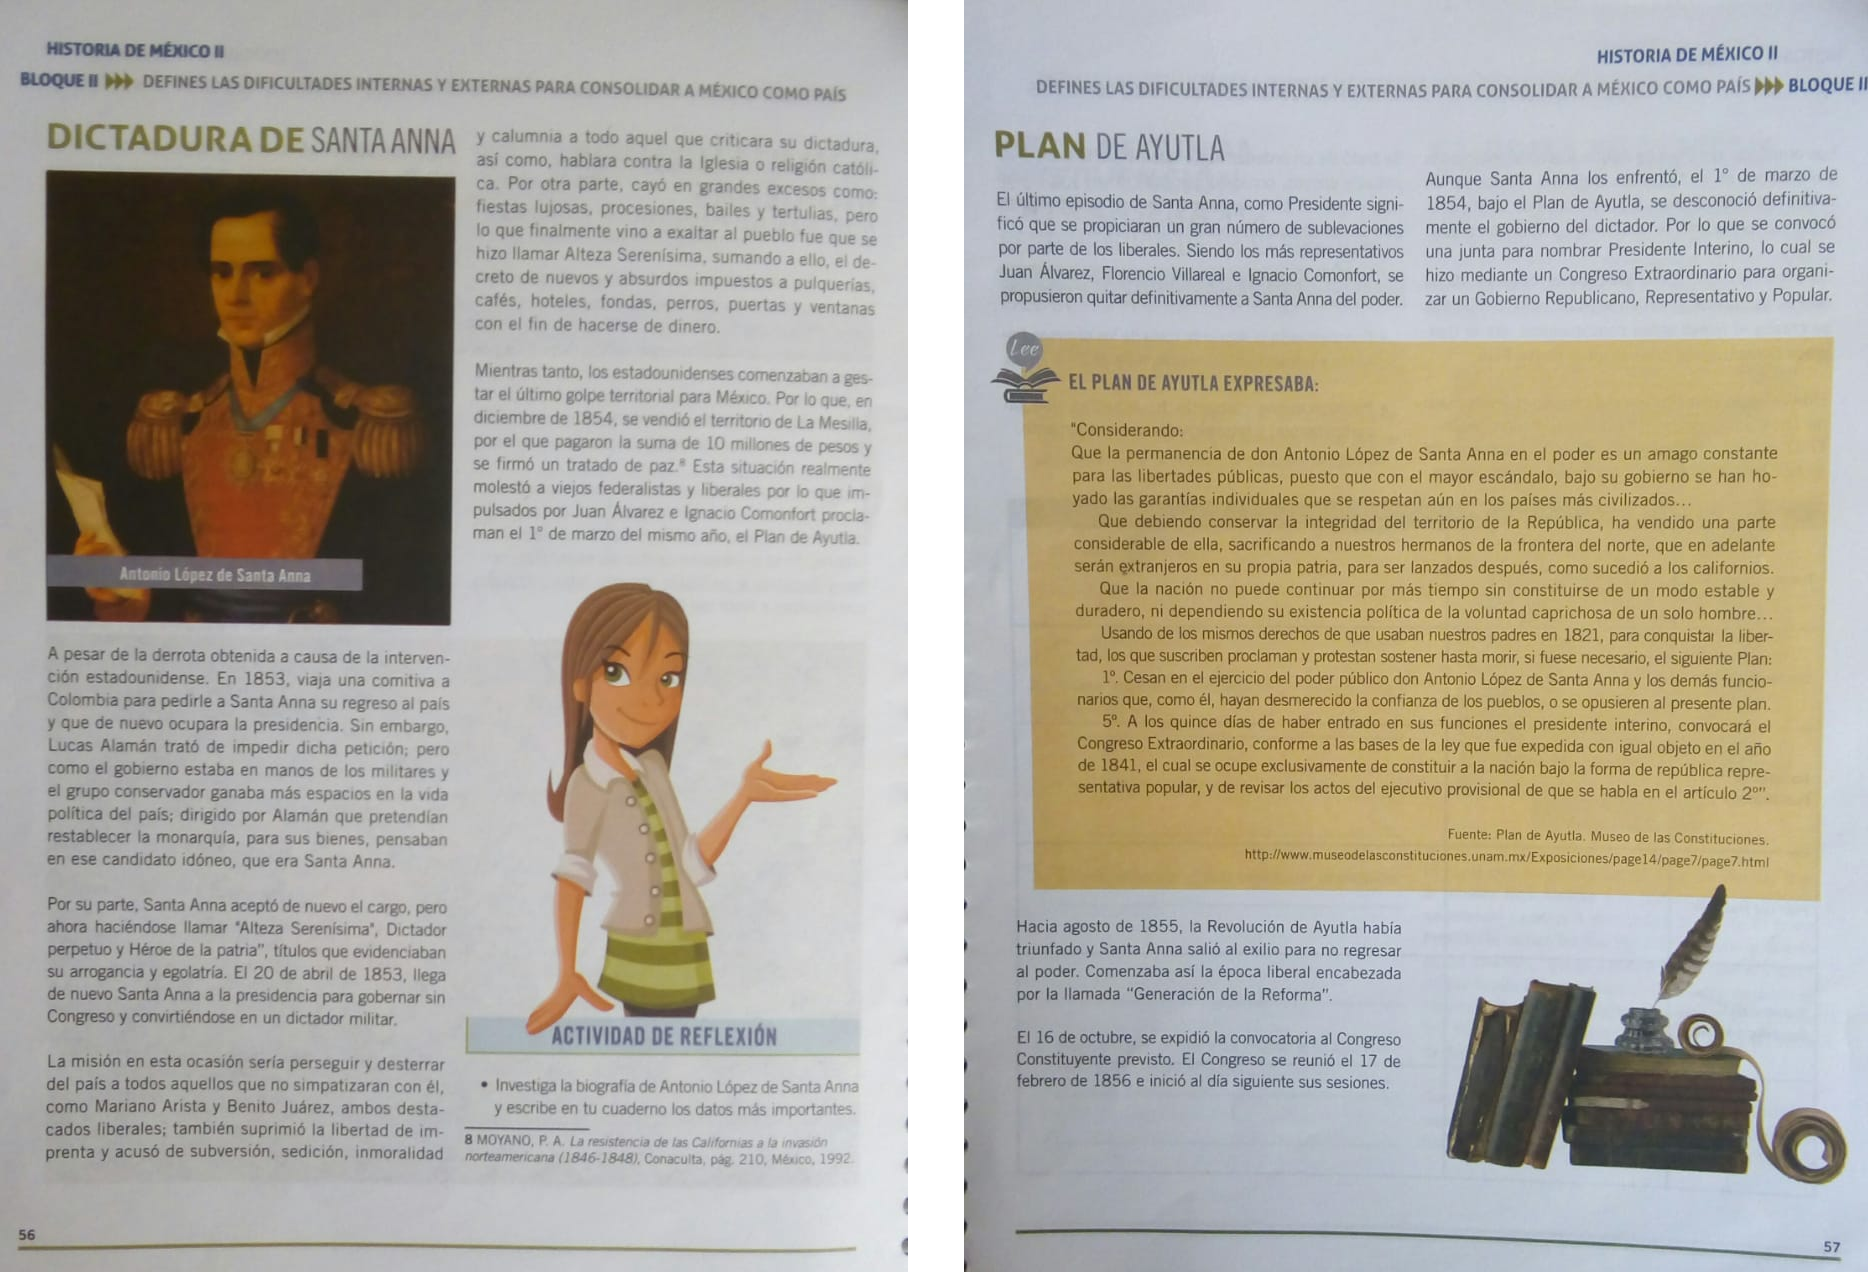 HISTORIA DE MÉXICO II
BLOQUE II DEFINES LAS DIFICULTADES INTERNAS Y EXTERNAS PARA CONSOLIDAR A MÉXICO COMO PAÍS
DICTADURA DE SANTA ANNA
Antonio López de Santa Anna
A pesar de la derrota obtenida a causa de la interven-
ción estadounidense. En 1853, viaja una comitiva a
Colombia para pedirle a Santa Anna su regreso al país
y que de nuevo ocupara la presidencia. Sin embargo,
Lucas Alamán trató de impedir dicha petición; pero
como el gobierno estaba en manos de los militares y
el grupo conservador ganaba más espacios en la vida
política del país; dirigido por Alamán que pretendían
restablecer la monarquía, para sus bienes, pensaban
en ese candidato idóneo, que era Santa Anna.
Por su parte, Santa Anna aceptó de nuevo el cargo, pero
ahora haciéndose llamar "Alteza Serenísima", Dictador
perpetuo y Héroe de la patria", títulos que evidenciaban
su arrogancia y egolatría. El 20 de abril de 1853, llega
de nuevo Santa Anna a la presidencia para gobernar sin
Congreso y convirtiéndose en un dictador militar.
La misión en esta ocasión sería perseguir y desterrar
del país a todos aquellos que no simpatizaran con él,
como Mariano Arista y Benito Juárez, ambos desta-
cados liberales; también suprimió la libertad de im-
prenta y acusó de subversión, sedición, inmoralidad
y calumnia a todo aquel que criticara su dictadura,
así como, hablara contra la Iglesia o religión católi-
ca. Por otra parte, cayó en grandes excesos como:
fiestas lujosas, procesiones, bailes y tertulias, pero
lo que finalmente vino a exaltar al pueblo fue que se
hizo llamar Alteza Serenísima, sumando a ello, el de-
creto de nuevos y absurdos impuestos a pulquerías,
cafés, hoteles, fondas, perros, puertas y ventanas
con el fin de hacerse de dinero.
Mientras tanto, los estadounidenses comenzaban a ges-
tar el último golpe territorial para México. Por lo que, en
diciembre de 1854, se vendió el territorio de La Mesilla,
por el que pagaron la suma de 10 millones de pesos y
se firmó un tratado de paz.⁸ Esta situación realmente
molestó a viejos federalistas y liberales por lo que im-
pulsados por Juan Álvarez e Ignacio Comonfort procla-
man el 1° de marzo del mismo año, el Plan de Ayutla.
ACTIVIDAD DE REFLEXIÓN
• Investiga la biografía de Antonio López de Santa Anna
y escribe en tu cuaderno los datos más importantes.
8 MOYANO, P. A. La resistencia de las Californias a la invasión
norteamericana (1846-1848), Conaculta, pág. 210, México, 1992.
56
HISTORIA DE MÉXICO II
DEFINES LAS DIFICULTADES INTERNAS Y EXTERNAS PARA CONSOLIDAR A MÉXICO COMO PAÍS BLOQUE II
PLAN DE AYUTLA
El último episodio de Santa Anna, como Presidente signi-
ficó que se propiciaran un gran número de sublevaciones
por parte de los liberales. Siendo los más representativos
Juan Álvarez, Florencio Villareal e Ignacio Comonfort, se
propusieron quitar definitivamente a Santa Anna del poder.
Aunque Santa Anna los enfrentó, el 1° de marzo de
1854, bajo el Plan de Ayutla, se desconoció definitiva-
mente el gobierno del dictador. Por lo que se convocó
una junta para nombrar Presidente Interino, lo cual se
hizo mediante un Congreso Extraordinario para organi-
zar un Gobierno Republicano, Representativo y Popular.
Lee
EL PLAN DE AYUTLA EXPRESABA:
"Considerando:
Que la permanencia de don Antonio López de Santa Anna en el poder es un amago constante
para las libertades públicas, puesto que con el mayor escándalo, bajo su gobierno se han ho-
yado las garantías individuales que se respetan aún en los países más civilizados...
Que debiendo conservar la integridad del territorio de la República, ha vendido una parte
considerable de ella, sacrificando a nuestros hermanos de la frontera del norte, que en adelante
serán extranjeros en su propia patria, para ser lanzados después, como sucedió a los californios.
Que la nación no puede continuar por más tiempo sin constituirse de un modo estable y
duradero, ni dependiendo su existencia política de la voluntad caprichosa de un solo hombre...
Usando de los mismos derechos de que usaban nuestros padres en 1821, para conquistar la liber-
tad, los que suscriben proclaman y protestan sostener hasta morir, si fuese necesario, el siguiente Plan:
1°. Cesan en el ejercicio del poder público don Antonio López de Santa Anna y los demás funcio-
narios que, como él, hayan desmerecido la confianza de los pueblos, o se opusieren al presente plan.
5°. A los quince días de haber entrado en sus funciones el presidente interino, convocará el
Congreso Extraordinario, conforme a las bases de la ley que fue expedida con igual objeto en el año
de 1841, el cual se ocupe exclusivamente de constituir a la nación bajo la forma de república repre-
sentativa popular, y de revisar los actos del ejecutivo provisional de que se habla en el artículo 2°".
Fuente: Plan de Ayutla. Museo de las Constituciones.
http://www.museodelasconstituciones.unam.mx/Exposiciones/page14/page7/page7.html
Hacia agosto de 1855, la Revolución de Ayutla había
triunfado y Santa Anna salió al exilio para no regresar
al poder. Comenzaba así la época liberal encabezada
por la llamada "Generación de la Reforma".
El 16 de octubre, se expidió la convocatoria al Congreso
Constituyente previsto. El Congreso se reunió el 17 de
febrero de 1856 e inició al día siguiente sus sesiones.
57